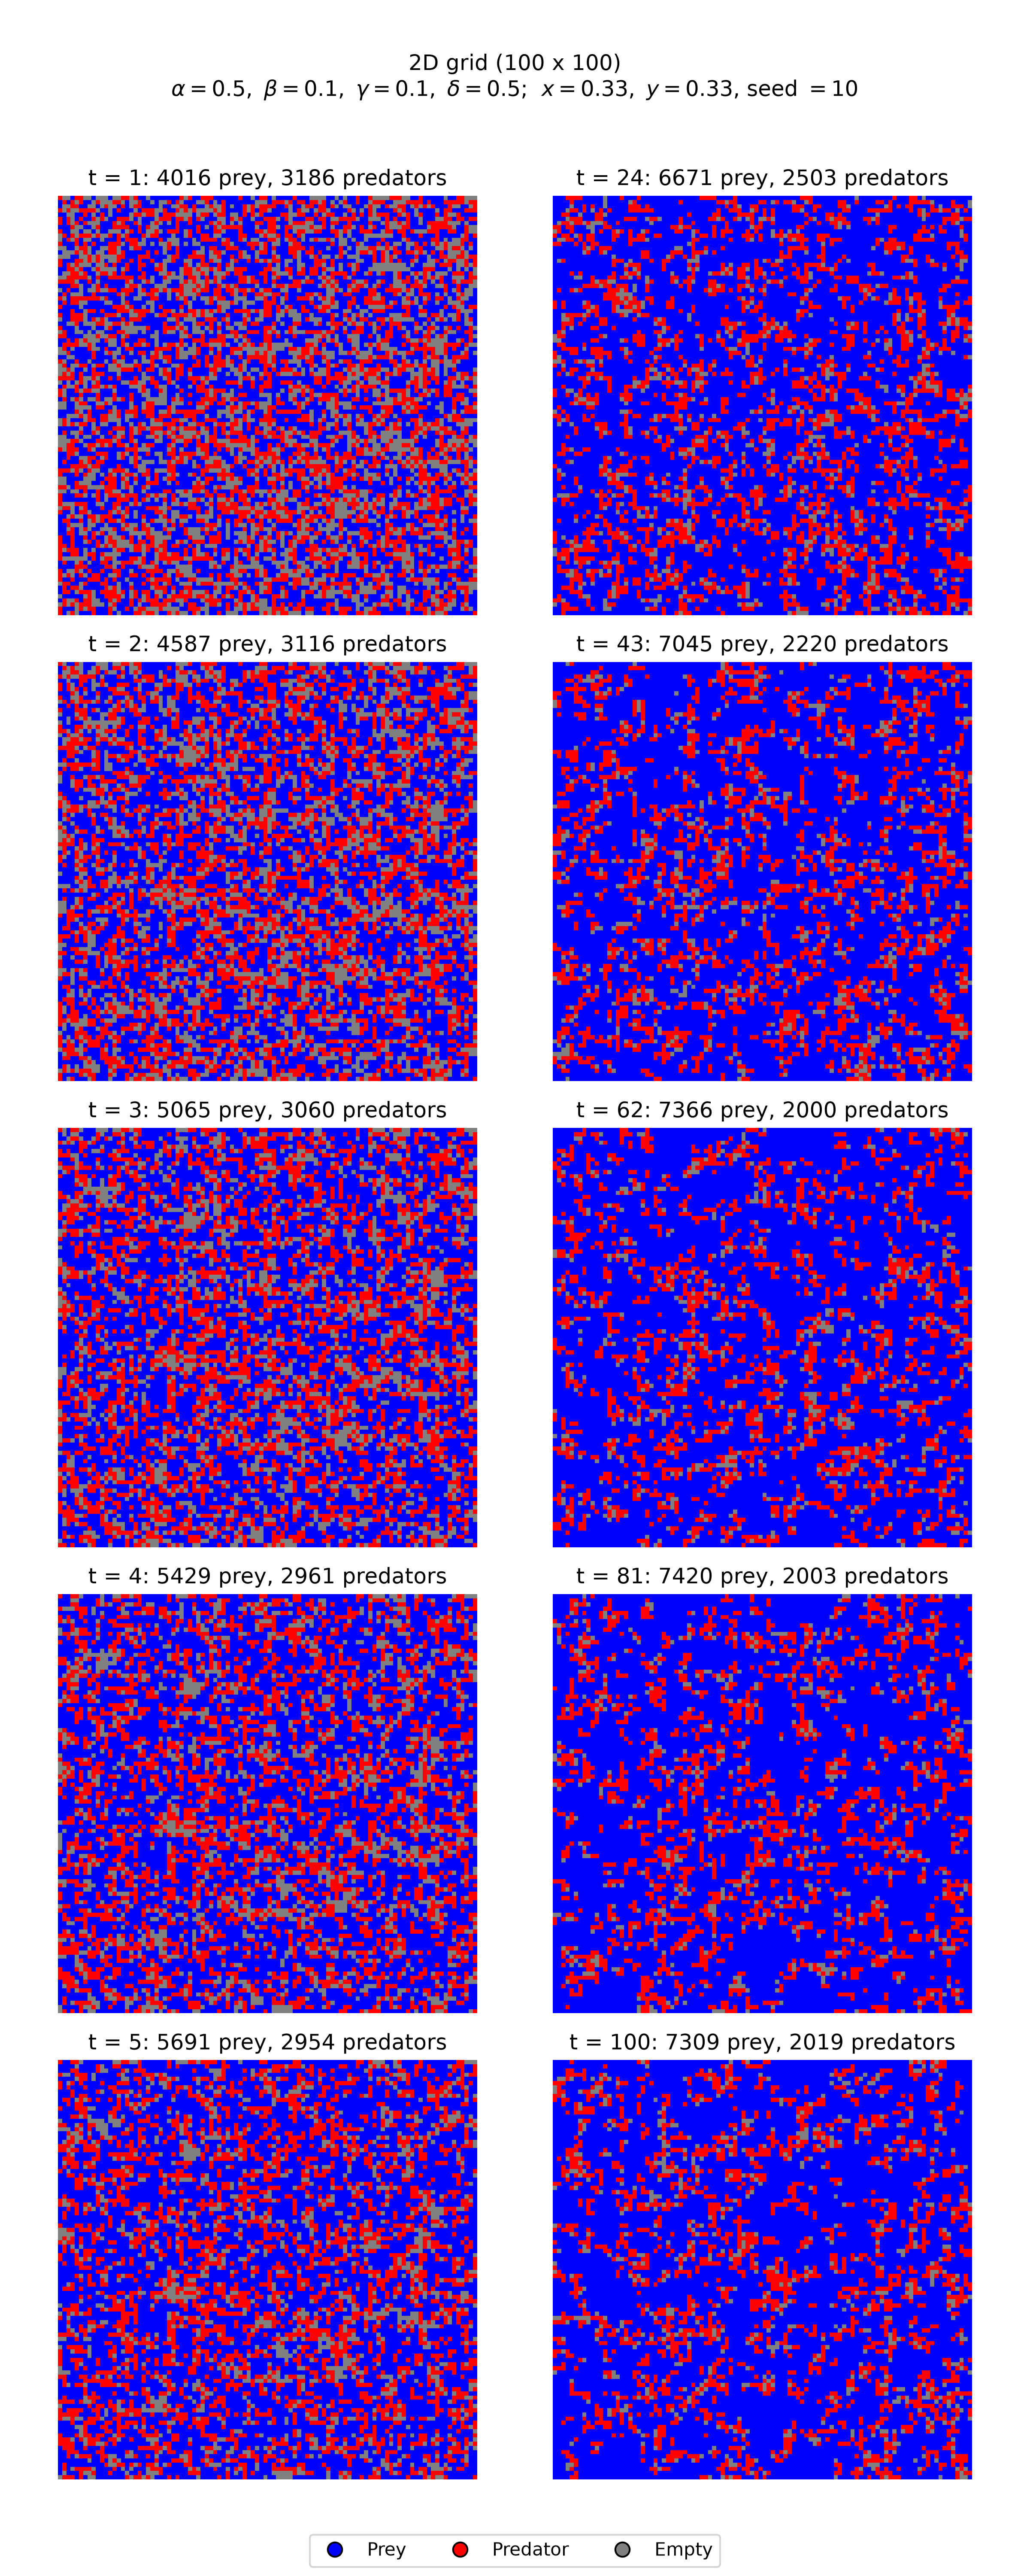 2D grid (100 x 100)
α = 0.5, β = 0.1, γ = 0.1, δ = 0.5; x = 0.33, y = 0.33, seed = 10
t = 1: 4016 prey, 3186 predators
t = 24: 6671 prey, 2503 predators
t = 2: 4587 prey, 3116 predators
t = 43: 7045 prey, 2220 predators
t = 3: 5065 prey, 3060 predators
t = 62: 7366 prey, 2000 predators
t = 4: 5429 prey, 2961 predators
t = 81: 7420 prey, 2003 predators
t = 5: 5691 prey, 2954 predators
t = 100: 7309 prey, 2019 predators
Prey Predator Empty